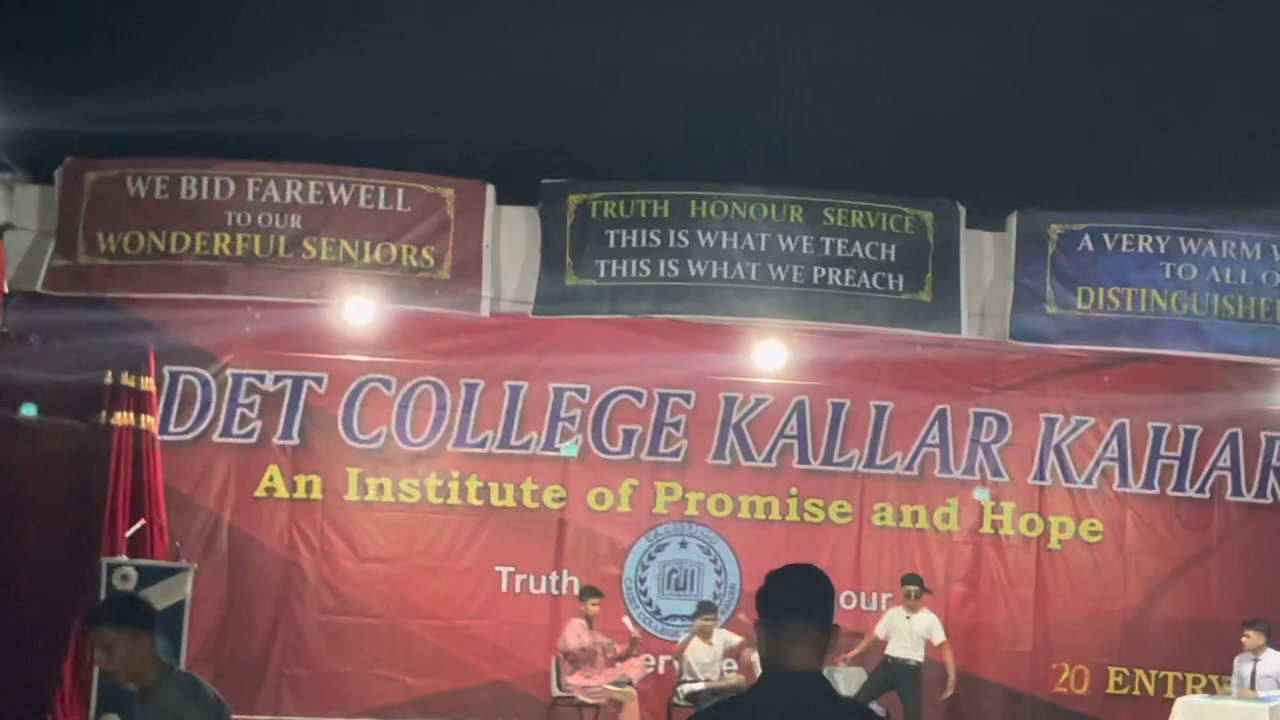 WE BID FAREWELL
TO OUR
WONDERFUL SENIORS
TRUTH HONOUR SERVICE
THIS IS WHAT WE TEACH
THIS IS WHAT WE PREACH
A VERY WARM
TO ALL
DISTINGUISHE
DET COLLEGE KALLAR KAHAR
An Institute of Promise and Hope
Truth
our
20 ENTRY